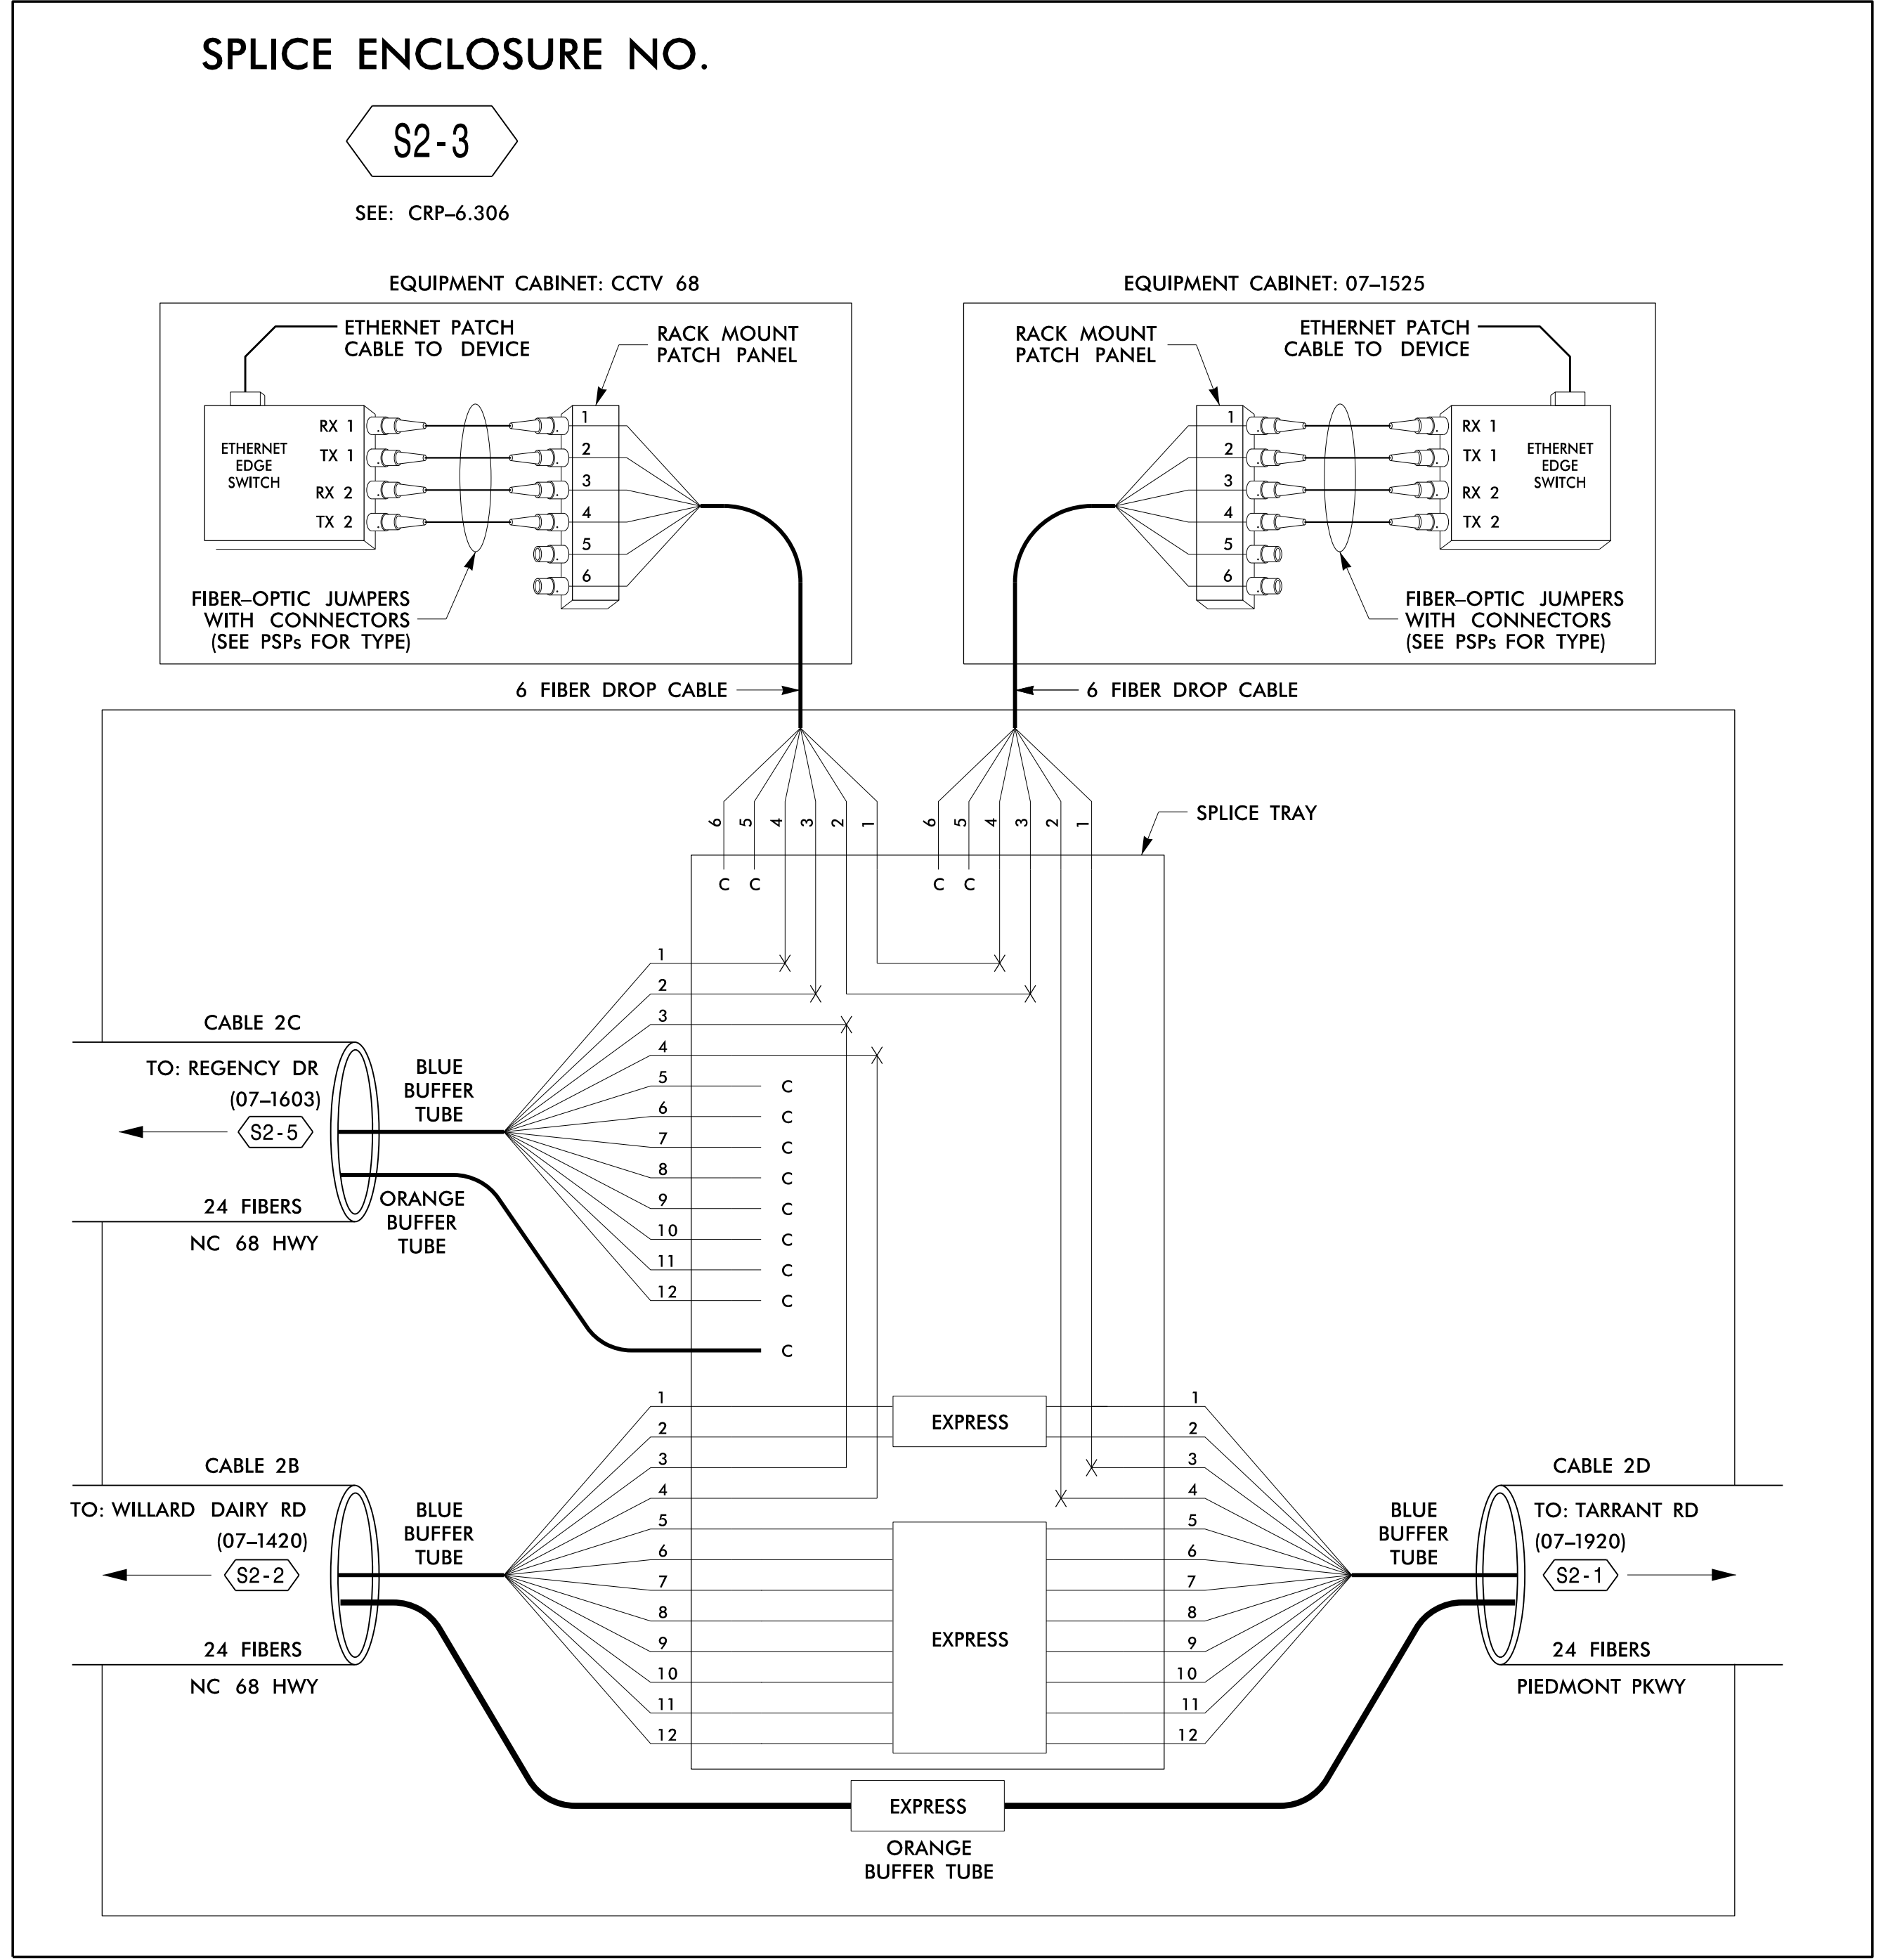 SPLICE ENCLOSURE NO.
S2-3
SEE: CRP–6.306
EQUIPMENT CABINET: CCTV 68
ETHERNET PATCH
CABLE TO DEVICE
RACK MOUNT
PATCH PANEL
ETHERNET
EDGE
SWITCH
RX 1
TX 1
RX 2
TX 2
1
2
3
4
5
6
FIBER–OPTIC JUMPERS
WITH CONNECTORS
(SEE PSPs FOR TYPE)
EQUIPMENT CABINET: 07–1525
RACK MOUNT
PATCH PANEL
ETHERNET PATCH
CABLE TO DEVICE
1
2
3
4
5
6
RX 1
TX 1
RX 2
TX 2
ETHERNET
EDGE
SWITCH
FIBER–OPTIC JUMPERS
WITH CONNECTORS
(SEE PSPs FOR TYPE)
6 FIBER DROP CABLE
6 FIBER DROP CABLE
6 5 4 3 2 1
6 5 4 3 2 1
SPLICE TRAY
C C
C C
CABLE 2C
TO: REGENCY DR
(07–1603)
S2-5
24 FIBERS
NC 68 HWY
BLUE
BUFFER
TUBE
ORANGE
BUFFER
TUBE
1
2
3
4
5 C
6 C
7 C
8 C
9 C
10 C
11 C
12 C
C
CABLE 2B
TO: WILLARD DAIRY RD
(07–1420)
S2-2
24 FIBERS
NC 68 HWY
BLUE
BUFFER
TUBE
1
2
3
4
5
6
7
8
9
10
11
12
EXPRESS
EXPRESS
1
2
3
4
5
6
7
8
9
10
11
12
BLUE
BUFFER
TUBE
CABLE 2D
TO: TARRANT RD
(07–1920)
S2-1
24 FIBERS
PIEDMONT PKWY
EXPRESS
ORANGE
BUFFER TUBE